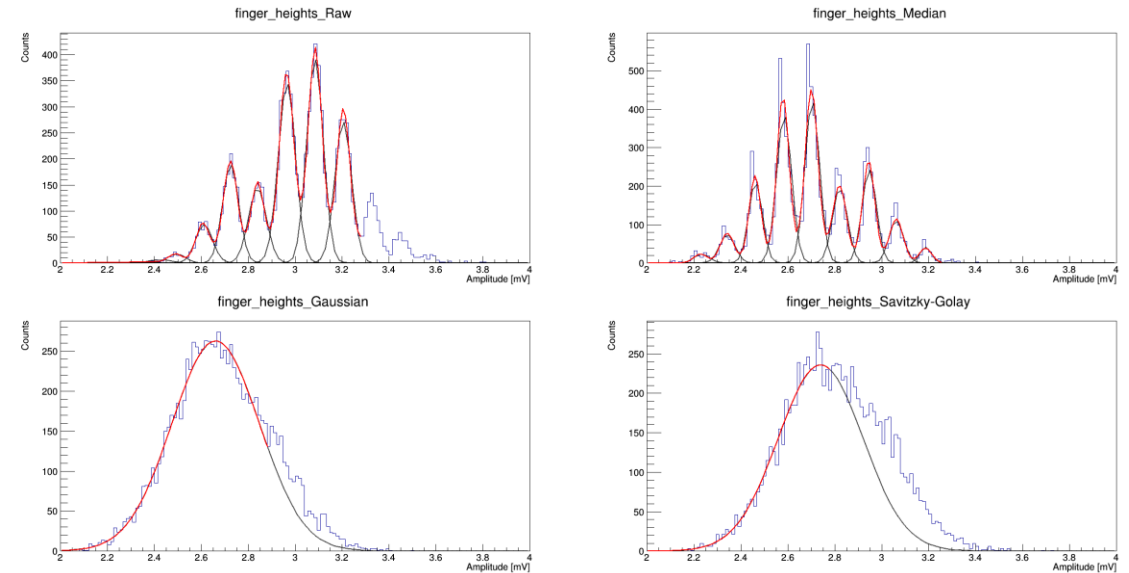 finger_heights_Raw
Counts
400
350
300
250
200
150
100
50
0
2 2.2 2.4 2.6 2.8 3 3.2 3.4 3.6 3.8 4
Amplitude [mV]
finger_heights_Median
Counts
500
400
300
200
100
0
2 2.2 2.4 2.6 2.8 3 3.2 3.4 3.6 3.8 4
Amplitude [mV]
finger_heights_Gaussian
Counts
250
200
150
100
50
0
2 2.2 2.4 2.6 2.8 3 3.2 3.4 3.6 3.8 4
Amplitude [mV]
finger_heights_Savitzky-Golay
Counts
250
200
150
100
50
0
2 2.2 2.4 2.6 2.8 3 3.2 3.4 3.6 3.8 4
Amplitude [mV]